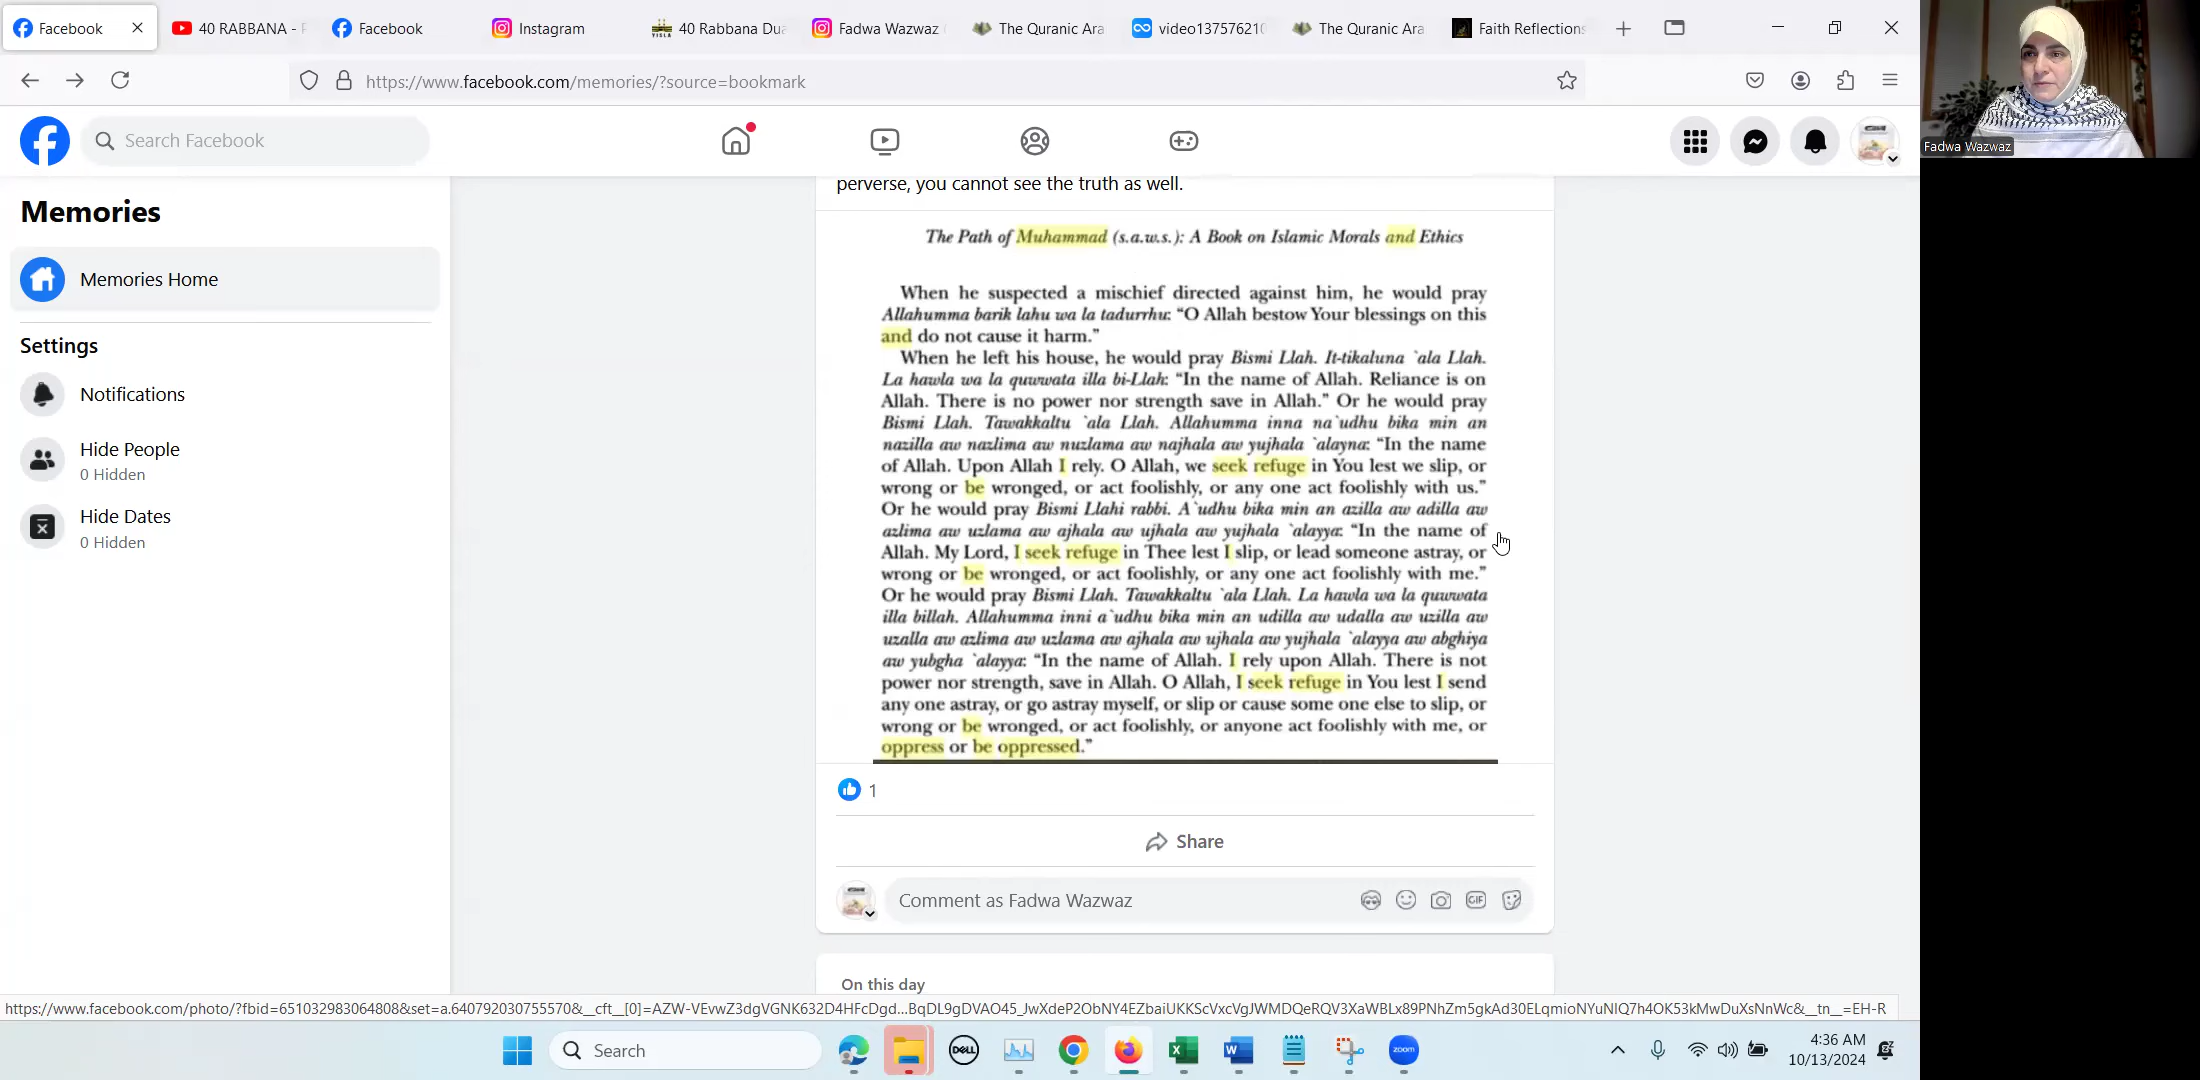 Facebook
40 RABBANA -
Facebook
Instagram
40 Rabbana Du
Fadwa Wazwaz
The Quranic Ara
video137576210
The Quranic Ara
Faith Reflections
https://www.facebook.com/memories/?source=bookmark
Fadwa Wazwaz
Search Facebook
Memories
Memories Home
Settings
Notifications
Hide People
0 Hidden
Hide Dates
0 Hidden
perverse, you cannot see the truth as well.
The Path of Muhammad (s.a.w.s.): A Book on Islamic Morals and Ethics
When he suspected a mischief directed against him, he would pray
Allahumma barik lahu wa la tadurrhu: “O Allah bestow Your blessings on this
and do not cause it harm.”
When he left his house, he would pray Bismi Llah. It-tikaluna `ala Llah.
La hawla wa la quwwata illa bi-Llah: “In the name of Allah. Reliance is on
Allah. There is no power nor strength save in Allah.” Or he would pray
Bismi Llah. Tawakkaltu `ala Llah. Allahumma inna na`udhu bika min an
nazilla aw nazlima aw nuzlama aw najhala aw yujhala `alayna: “In the name
of Allah. Upon Allah I rely. O Allah, we seek refuge in You lest we slip, or
wrong or be wronged, or act foolishly, or any one act foolishly with us.”
Or he would pray Bismi Llahi rabbi. A`udhu bika min an azilla aw adilla aw
azlima aw uzlama aw ajhala aw ujhala aw yujhala `alayya: “In the name of
Allah. My Lord, I seek refuge in Thee lest I slip, or lead someone astray, or
wrong or be wronged, or act foolishly, or any one act foolishly with me.”
Or he would pray Bismi Llah. Tawakkaltu `ala Llah. La hawla wa la quwwata
illa billah. Allahumma inni a`udhu bika min an udilla aw udalla aw uzilla aw
uzalla aw azlima aw uzlama aw ajhala aw ujhala aw yujhala `alayya aw abghiya
aw yubgha `alayya: “In the name of Allah. I rely upon Allah. There is not
power nor strength, save in Allah. O Allah, I seek refuge in You lest I send
any one astray, or go astray myself, or slip or cause some one else to slip, or
wrong or be wronged, or act foolishly, or anyone act foolishly with me, or
oppress or be oppressed.”
1
Share
Comment as Fadwa Wazwaz
GIF
On this day
https://www.facebook.com/photo/?fbid=651032983064808&set=a.640792030755570&__cft__[0]=AZW-VEvwZ3dgVGNK632D4HFcDgd...BqDL9gDVAO45_JwXdeP2ObNY4EZbaiUKKScVxcVgJWMDQeRQV3XaWBLx89PNhZm5gkAd30ELqmioNYuNlQ7h4OK53kMwDuXsNnWc&__tn__=EH-R
Search
DELL
zoom
4:36 AM
10/13/2024